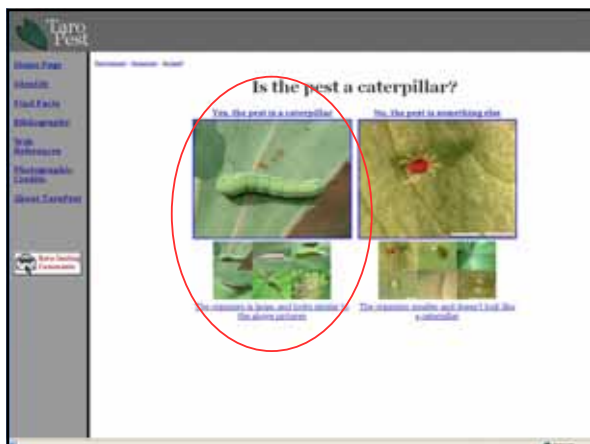 Taro
Pest
Home Page
Identify
Find Facts
Bibliography
Web
References
Photographic
Credits
About TaroPest
Is the pest a caterpillar?
Yes, the pest is a caterpillar
No, the pest is something else
The organism is large and looks similar to
the above pictures
The organism smaller and doesn't look like
a caterpillar